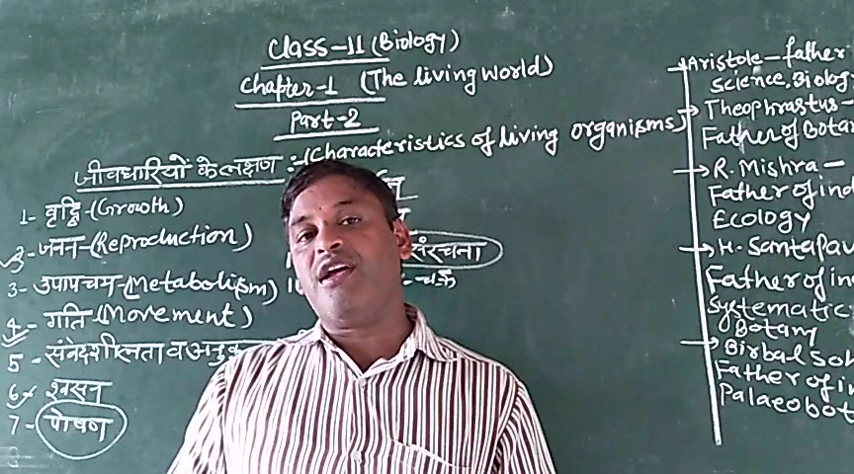 Class-11 (Biology)
Chapter-1 (The living world)
Part-2
जीवधारियों के लक्षण :-(Characteristics of living organisms)
1- वृद्धि-(Growth)
2- जनन-(Reproduction)
3- उपापचय-(Metabolism)
4- गति-(Movement)
5- संवेदशीलता व
6- श्वसन
7- पोषण
8
संरचना
Aristole-father
Science, Biolog
Theophrastus-
Father of Botan
R. Mishra-
Father of ind
Ecology
H. Santapau
Father of in
Systematic
Botany
Birbal Sah
Father of in
Palaeobot